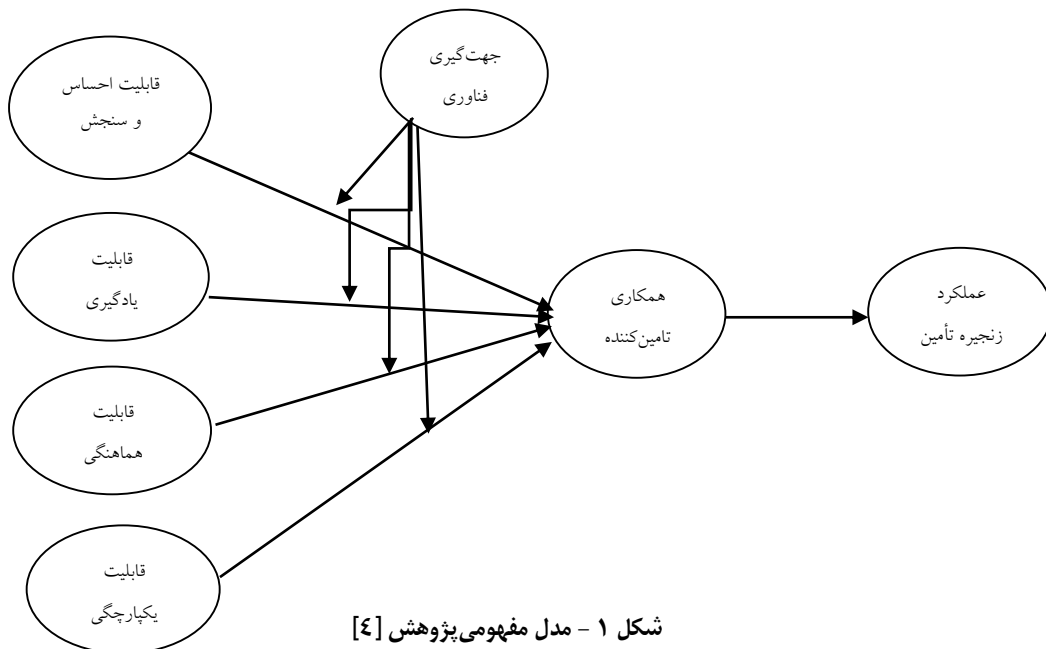 جهت‌گیری
فناوری
قابلیت احساس
و سنجش
قابلیت
یادگیری
همکاری
تامین‌کننده
عملکرد
زنجیره تأمین
قابلیت
هماهنگی
قابلیت
یکپارچگی
شکل ۱ - مدل مفهومی‌پژوهش [٤]